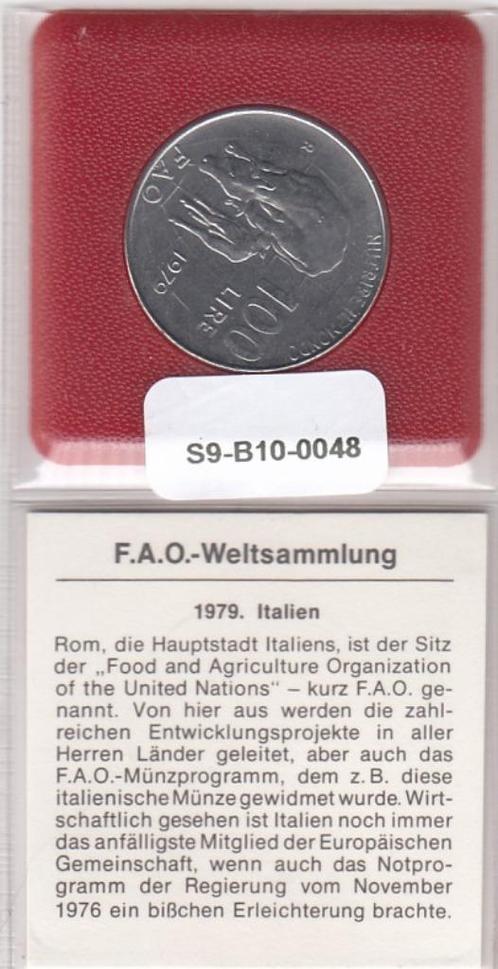 NUTRIRE IL MONDO
R
FAO
1979
100
LIRE
S9-B10-0048
F.A.O.-Weltsammlung
1979. Italien
Rom, die Hauptstadt Italiens, ist der Sitz
der „Food and Agriculture Organization
of the United Nations“ – kurz F.A.O. ge-
nannt. Von hier aus werden die zahl-
reichen Entwicklungsprojekte in aller
Herren Länder geleitet, aber auch das
F.A.O.-Münzprogramm, dem z. B. diese
italienische Münze gewidmet wurde. Wirt-
schaftlich gesehen ist Italien noch immer
das anfälligste Mitglied der Europäischen
Gemeinschaft, wenn auch das Notpro-
gramm der Regierung vom November
1976 ein bißchen Erleichterung brachte.